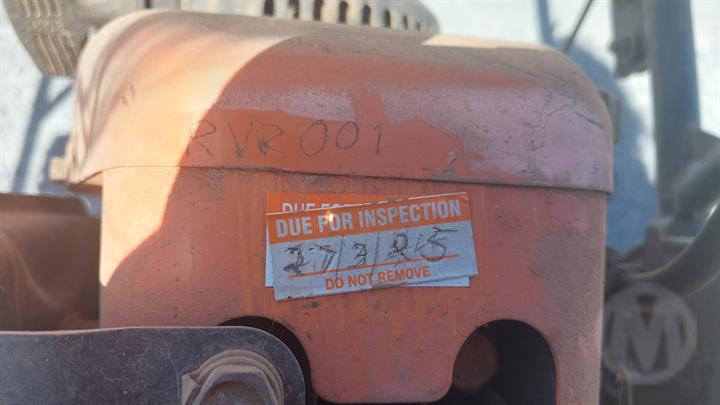 RVR001
DUE FOR INSPECTION
27/3/25
DO NOT REMOVE
M